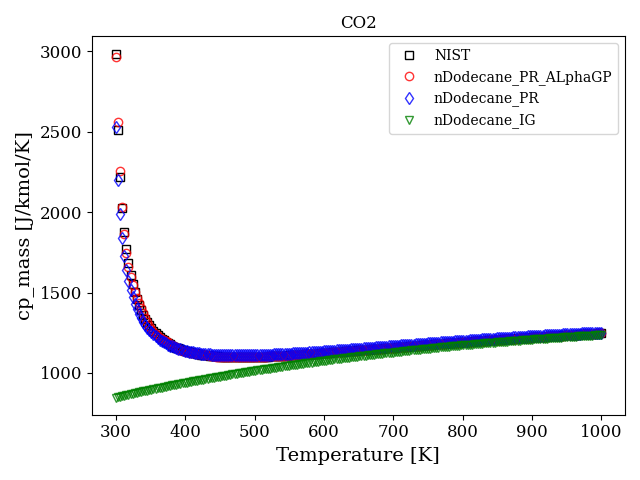 CO2
NIST
nDodecane_PR_ALphaGP
nDodecane_PR
nDodecane_IG
cp_mass [J/kmol/K]
3000
2500
2000
1500
1000
300 400 500 600 700 800 900 1000
Temperature [K]